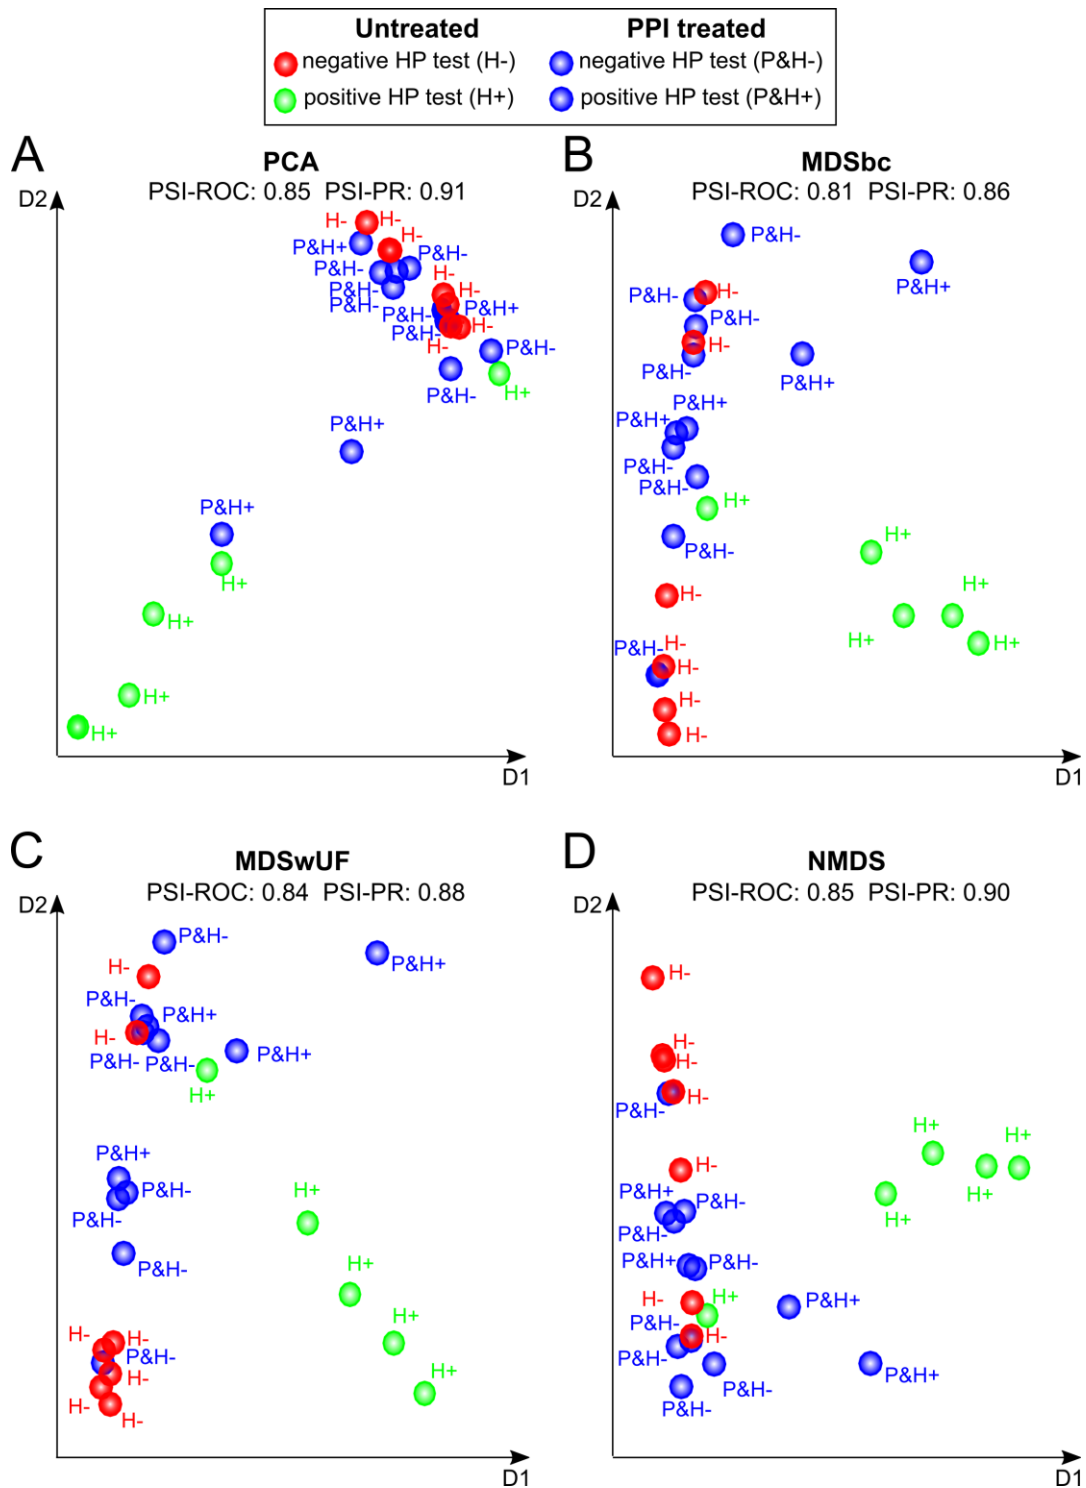 Untreated PPI treated
negative HP test (H-) negative HP test (P&H-)
positive HP test (H+) positive HP test (P&H+)
A
PCA
PSI-ROC: 0.85 PSI-PR: 0.91
D2
H- H-
P&H+ H-
P&H- P&H-
P&H- H-
P&H- H-
P&H- P&H+
P&H- H-
H-
P&H-
P&H-
H+
P&H+
P&H+
H+
H+
H+
H+
D1
B
MDSbc
PSI-ROC: 0.81 PSI-PR: 0.86
D2
P&H-
P&H+
P&H- H-
P&H-
H-
P&H-
P&H+
P&H+
P&H+
P&H-
P&H-
H+
H+
P&H-
H+
H-
H+
H+
H-
P&H-
H-
H-
H-
D1
C
MDSwUF
PSI-ROC: 0.84 PSI-PR: 0.88
D2
P&H-
P&H+
H-
P&H-
P&H+
H-
P&H- P&H-
P&H+
H+
P&H+
P&H-
P&H-
H+
P&H-
H+
H+
H- H-
P&H-
H+
H-
H-
H-
D1
D
NMDS
PSI-ROC: 0.85 PSI-PR: 0.90
D2
H-
H-
H-
P&H- H-
H+
H+
H-
H+
H+
P&H+ P&H-
P&H-
P&H+ P&H-
H- H+
P&H+
P&H-
H-
P&H-
P&H+
P&H-
P&H-
D1